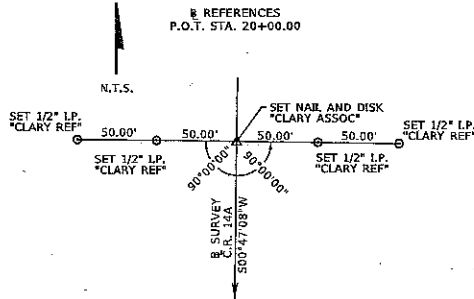 ℄ REFERENCES
P.O.T. STA. 20+00.00
N.T.S.
SET NAIL AND DISK
"CLARY ASSOC"
SET 1/2" I.P.
"CLARY REF"
50.00'
50.00'
50.00'
50.00'
SET 1/2" I.P.
"CLARY REF"
SET 1/2" I.P.
"CLARY REF"
SET 1/2" I.P.
"CLARY REF"
90°00'00"
90°00'00"
℄ SURVEY
C.R. 14A
S00°47'08"W